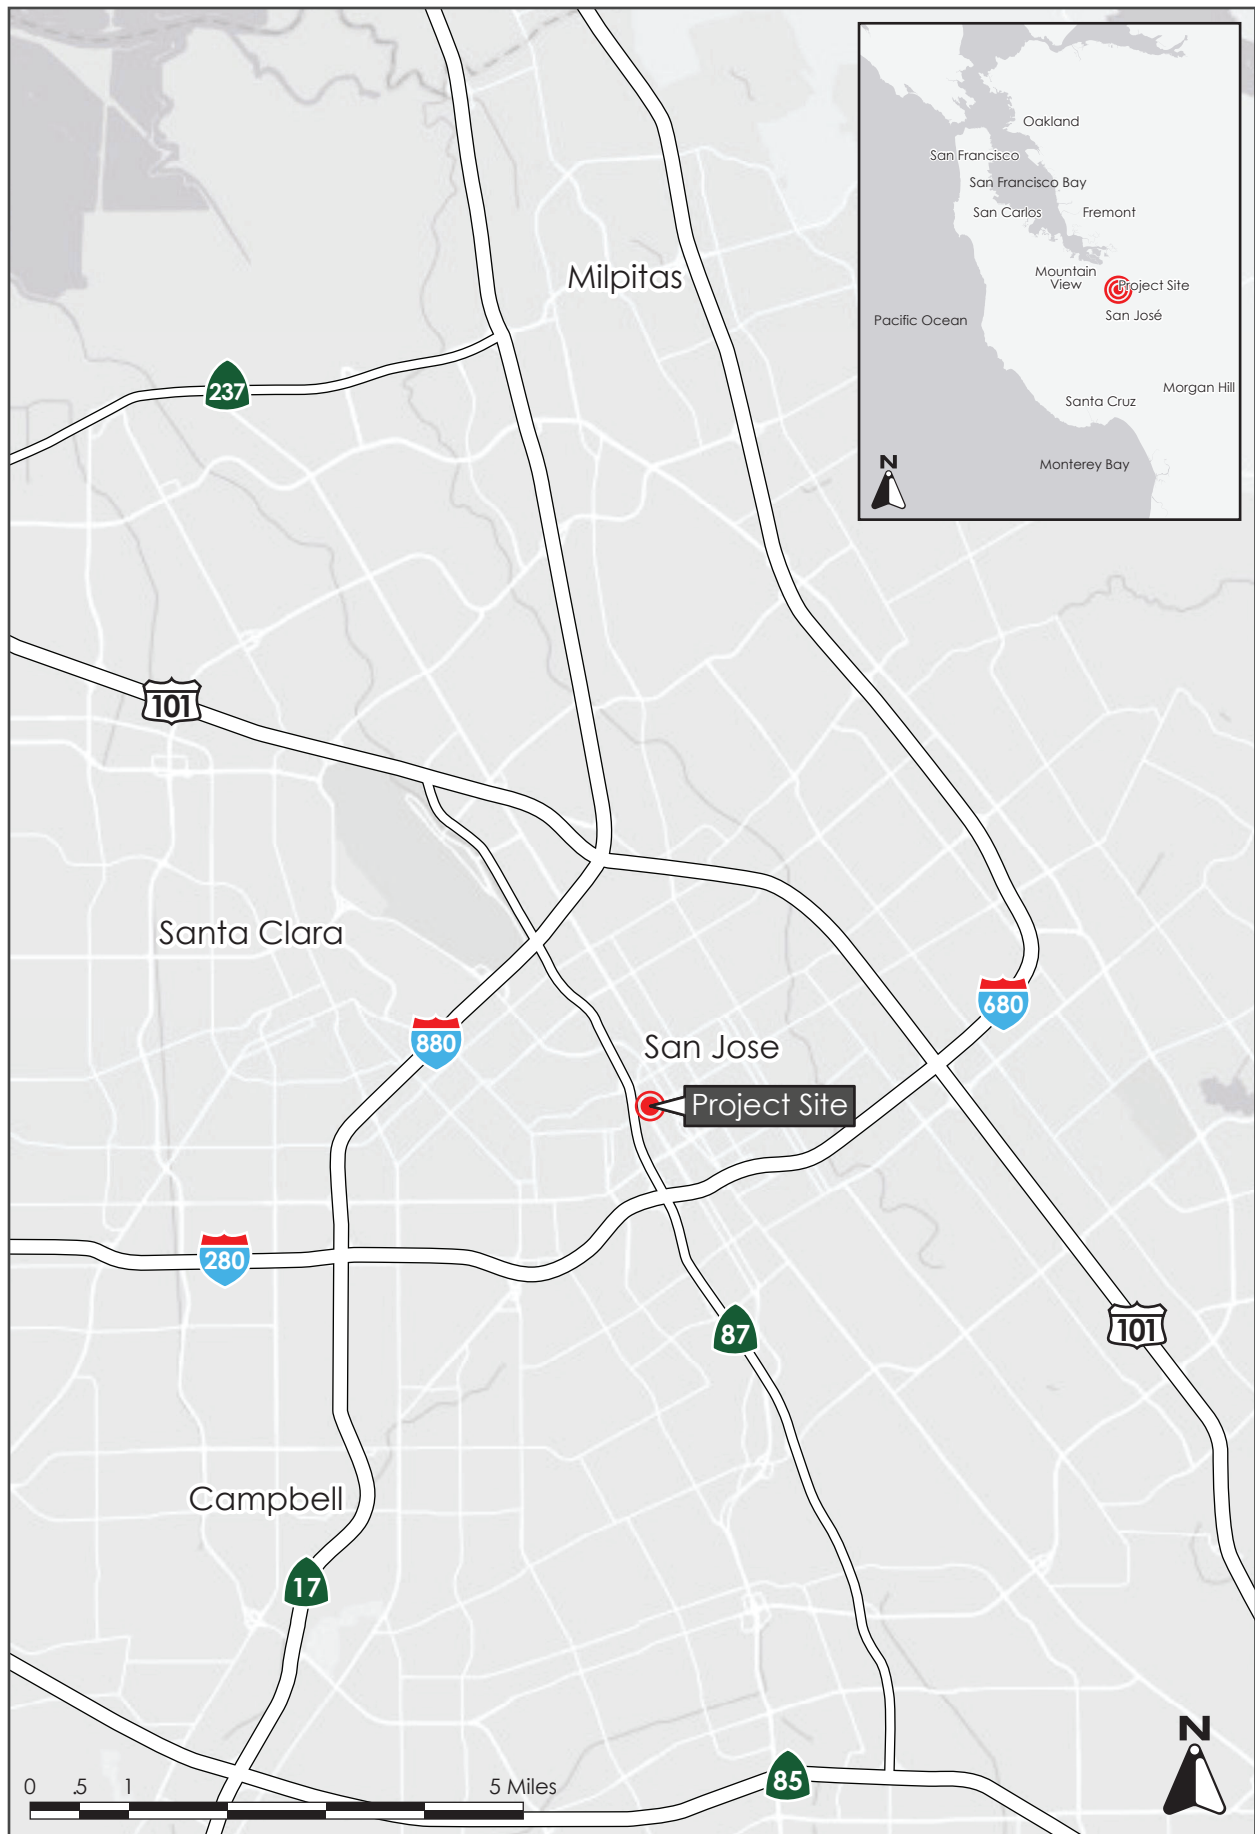 Oakland
San Francisco
San Francisco Bay
San Carlos
Fremont
Mountain
View
Project Site
San José
Pacific Ocean
Morgan Hill
Santa Cruz
Monterey Bay
N
Milpitas
237
101
Santa Clara
680
880
San Jose
Project Site
280
87
101
Campbell
17
N
85
0 .5 1 5 Miles